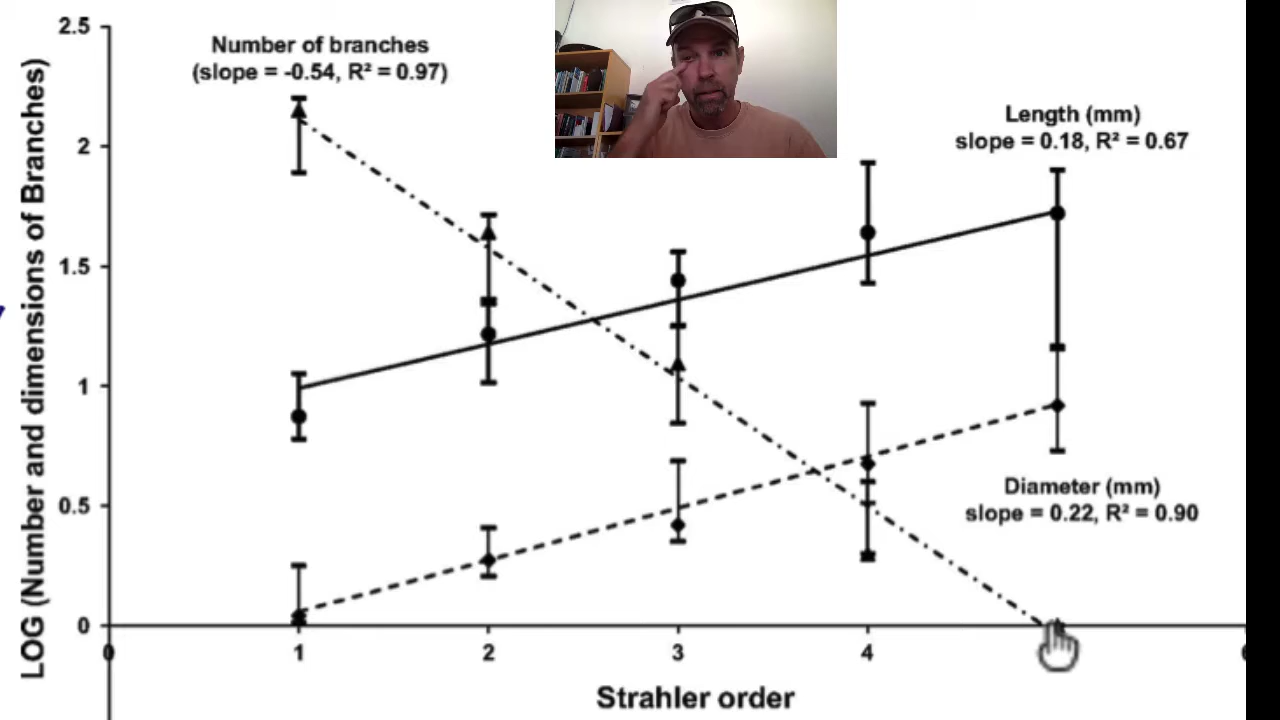 2.5
Number of branches
(slope = -0.54, R² = 0.97)
Length (mm)
slope = 0.18, R² = 0.67
2
1.5
1
0.5
0
Diameter (mm)
slope = 0.22, R² = 0.90
LOG (Number and dimensions of Branches)
0 1 2 3 4
Strahler order